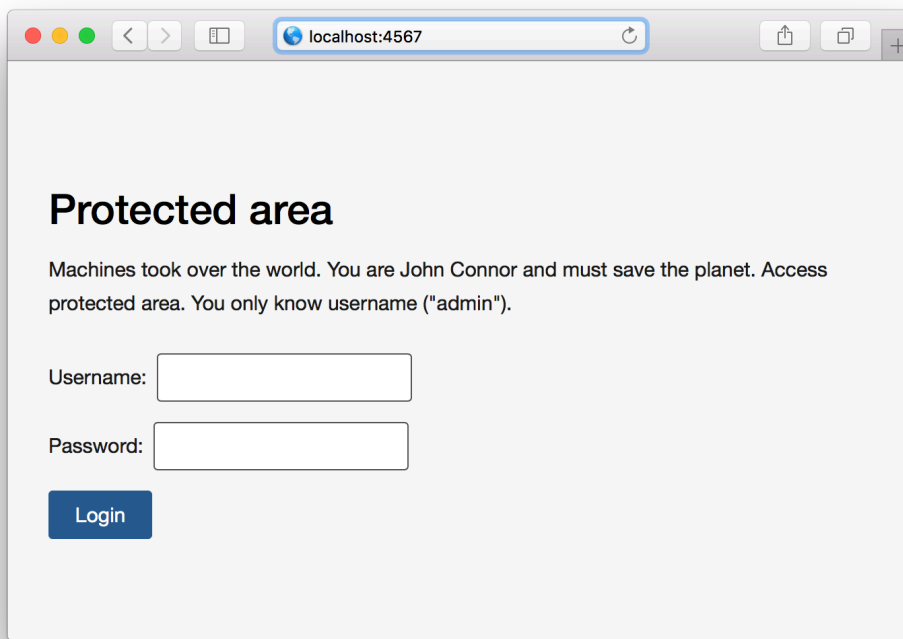 localhost:4567
Protected area
Machines took over the world. You are John Connor and must save the planet. Access
protected area. You only know username ("admin").
Username:
Password:
Login